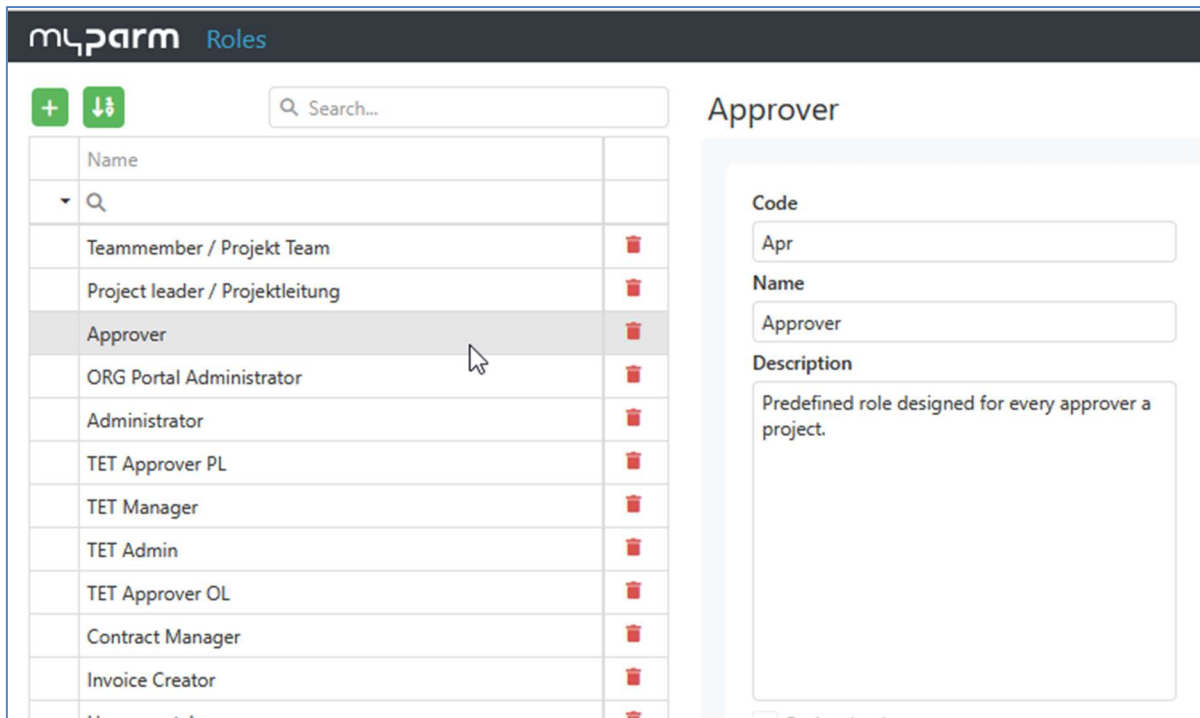 myparm Roles
Search...
Name
Teammember / Projekt Team
Project leader / Projektleitung
Approver
ORG Portal Administrator
Administrator
TET Approver PL
TET Manager
TET Admin
TET Approver OL
Contract Manager
Invoice Creator
Approver
Code
Apr
Name
Approver
Description
Predefined role designed for every approver a
project.